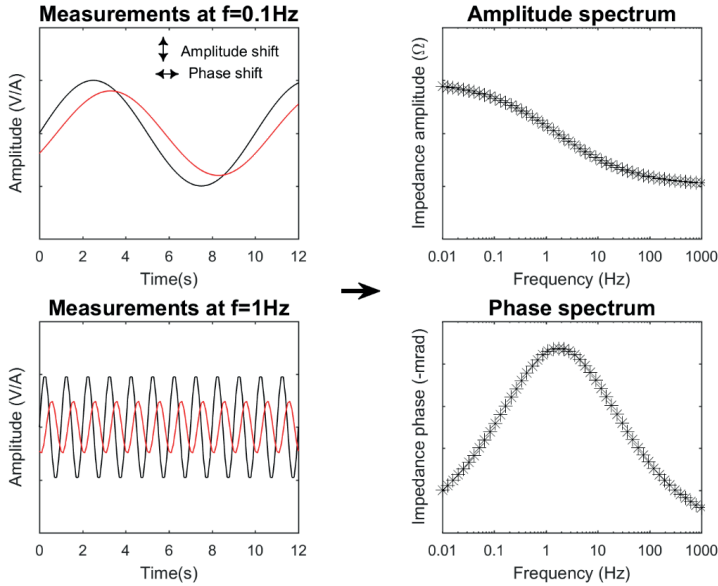 Measurements at f=0.1Hz
Amplitude (V/A)
Amplitude shift
Phase shift
0 2 4 6 8 10 12
Time(s)
Amplitude spectrum
Impedance amplitude (Ω)
0.01 0.1 1 10 100 1000
Frequency (Hz)
Measurements at f=1Hz
Amplitude (V/A)
0 2 4 6 8 10 12
Time(s)
Phase spectrum
Impedance phase (-mrad)
0.01 0.1 1 10 100 1000
Frequency (Hz)